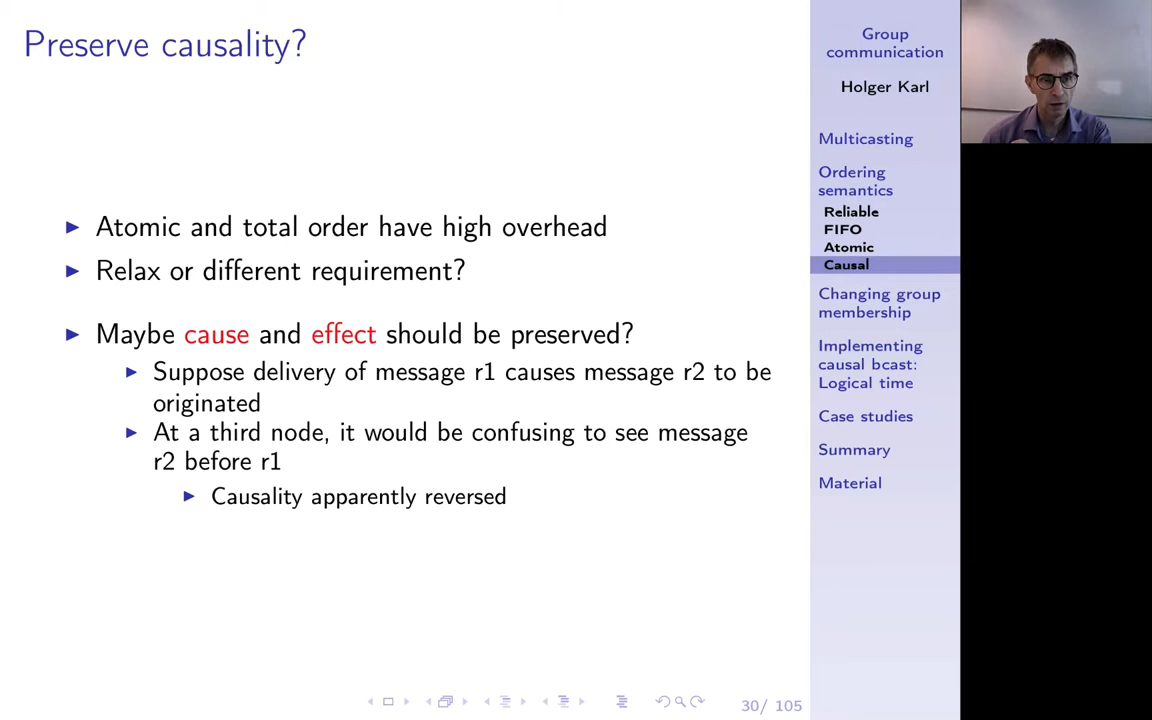 Preserve causality?
Atomic and total order have high overhead
Relax or different requirement?
Maybe cause and effect should be preserved?
Suppose delivery of message r1 causes message r2 to be
originated
At a third node, it would be confusing to see message
r2 before r1
Causality apparently reversed
30/ 105
Group
communication
Holger Karl
Multicasting
Ordering
semantics
Reliable
FIFO
Atomic
Causal
Changing group
membership
Implementing
causal bcast:
Logical time
Case studies
Summary
Material